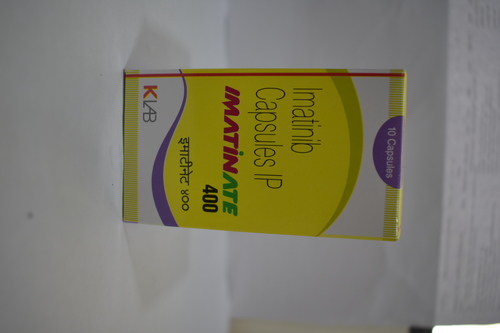 10 Capsules
Imatinib
Capsules IP
IMATINATE
400
इमाटीनेट ४००
KLAB